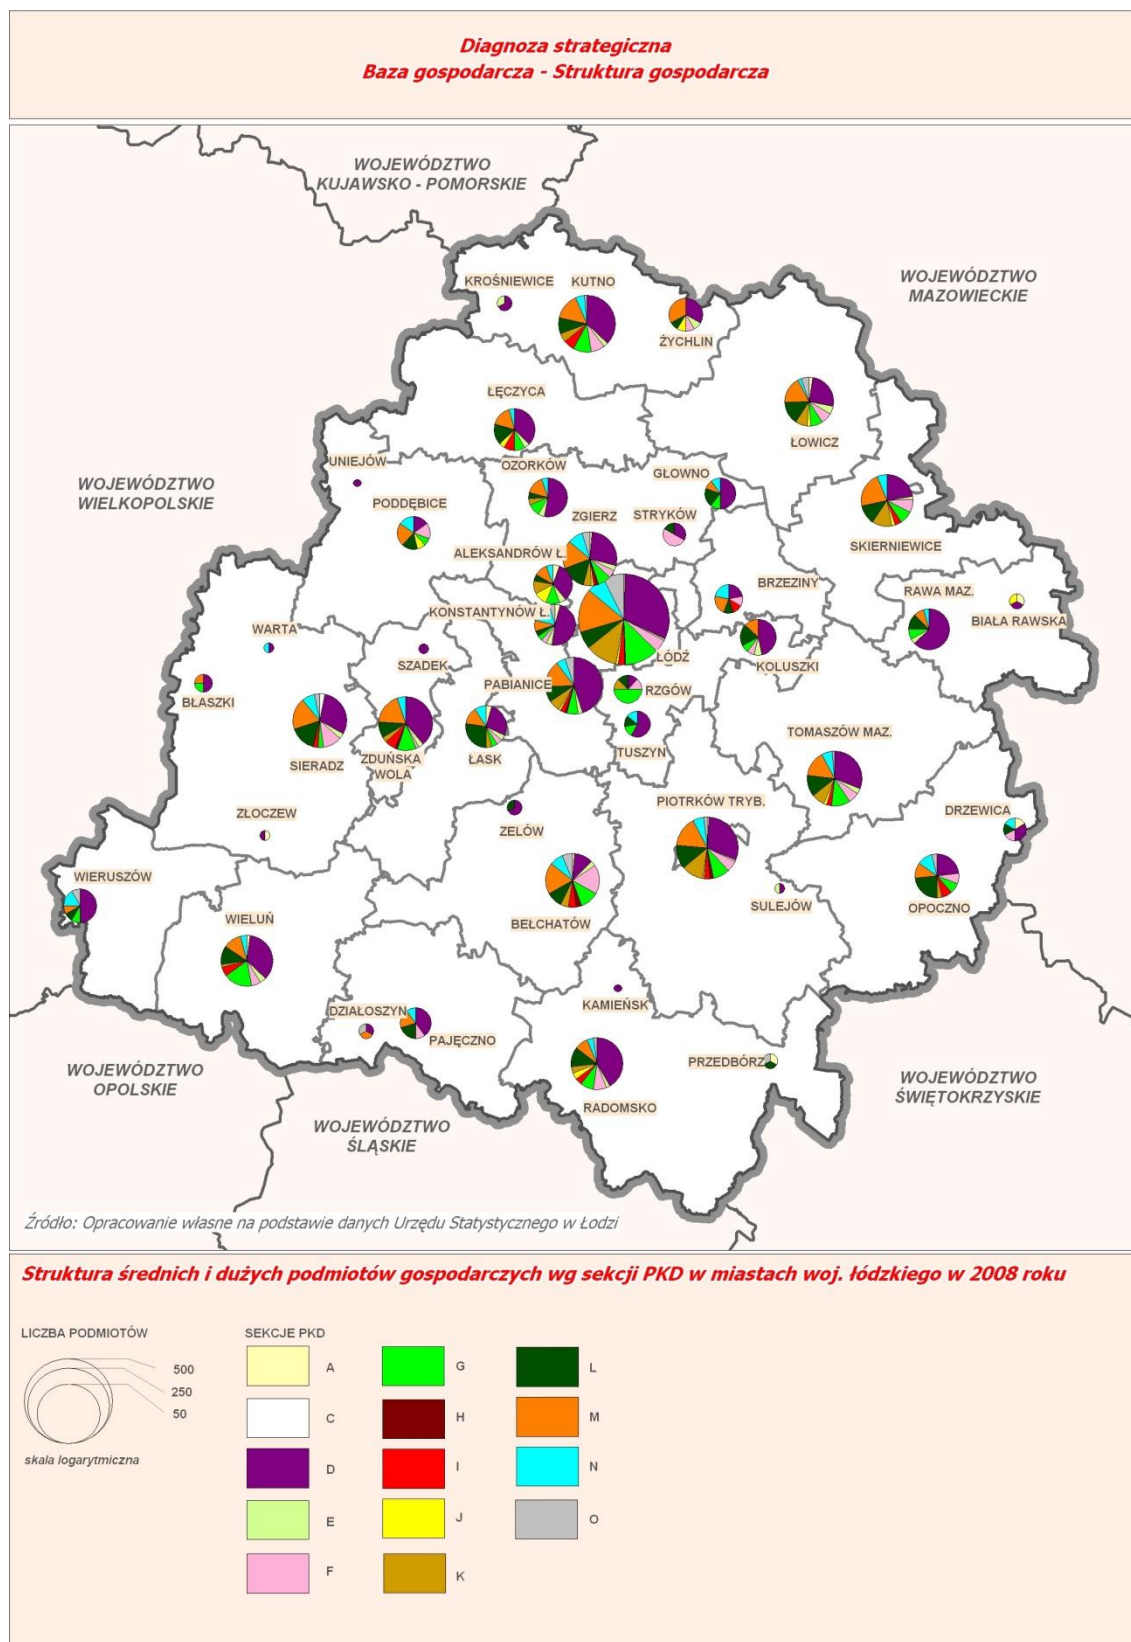 Diagnoza strategiczna
Baza gospodarcza - Struktura gospodarcza
WOJEWÓDZTWO
KUJAWSKO - POMORSKIE
WOJEWÓDZTWO
MAZOWIECKIE
KROŚNIEWICE
KUTNO
ŻYCHLIN
ŁĘCZYCA
ŁOWICZ
UNIEJÓW
OZORKÓW
GŁOWNO
WOJEWÓDZTWO
WIELKOPOLSKIE
PODDĘBICE
ZGIERZ
STRYKÓW
SKIERNIEWICE
ALEKSANDRÓW Ł.
BRZEZINY
RAWA MAZ.
KONSTANTYNÓW Ł.
BIAŁA RAWSKA
WARTA
SZADEK
ŁÓDŹ
KOLUSZKI
PABIANICE
RZGÓW
BŁASZKI
TOMASZÓW MAZ.
TUSZYN
SIERADZ
ZDUŃSKA
WOLA
ŁASK
PIOTRKÓW TRYB.
ZŁOCZEW
ZELÓW
DRZEWICA
WIERUSZÓW
SULEJÓW
OPOCZNO
WIELUŃ
BEŁCHATÓW
KAMIEŃSK
DZIAŁOSZYN
PAJĘCZNO
PRZEDBÓRZ
WOJEWÓDZTWO
OPOLSKIE
WOJEWÓDZTWO
ŚWIĘTOKRZYSKIE
RADOMSKO
WOJEWÓDZTWO
ŚLĄSKIE
Źródło: Opracowanie własne na podstawie danych Urzędu Statystycznego w Łodzi
Struktura średnich i dużych podmiotów gospodarczych wg sekcji PKD w miastach woj. łódzkiego w 2008 roku
LICZBA PODMIOTÓW
500
250
50
skala logarytmiczna
SEKCJE PKD
A
C
D
E
F
G
H
I
J
K
L
M
N
O